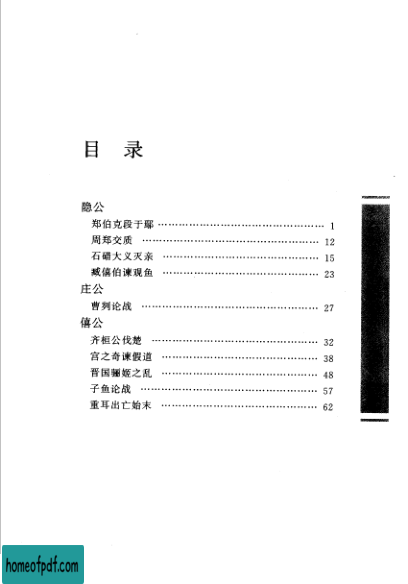 目 录
隐公
郑伯克段于鄢 …………………………………………… 1
周郑交质 …………………………………………… 12
石碏大义灭亲 …………………………………………… 15
臧僖伯谏观鱼 …………………………………………… 23
庄公
曹刿论战 …………………………………………… 27
僖公
齐桓公伐楚 …………………………………………… 32
宫之奇谏假道 …………………………………………… 38
晋国骊姬之乱 …………………………………………… 48
子鱼论战 …………………………………………… 57
重耳出亡始末 …………………………………………… 62
homeofpdf.com